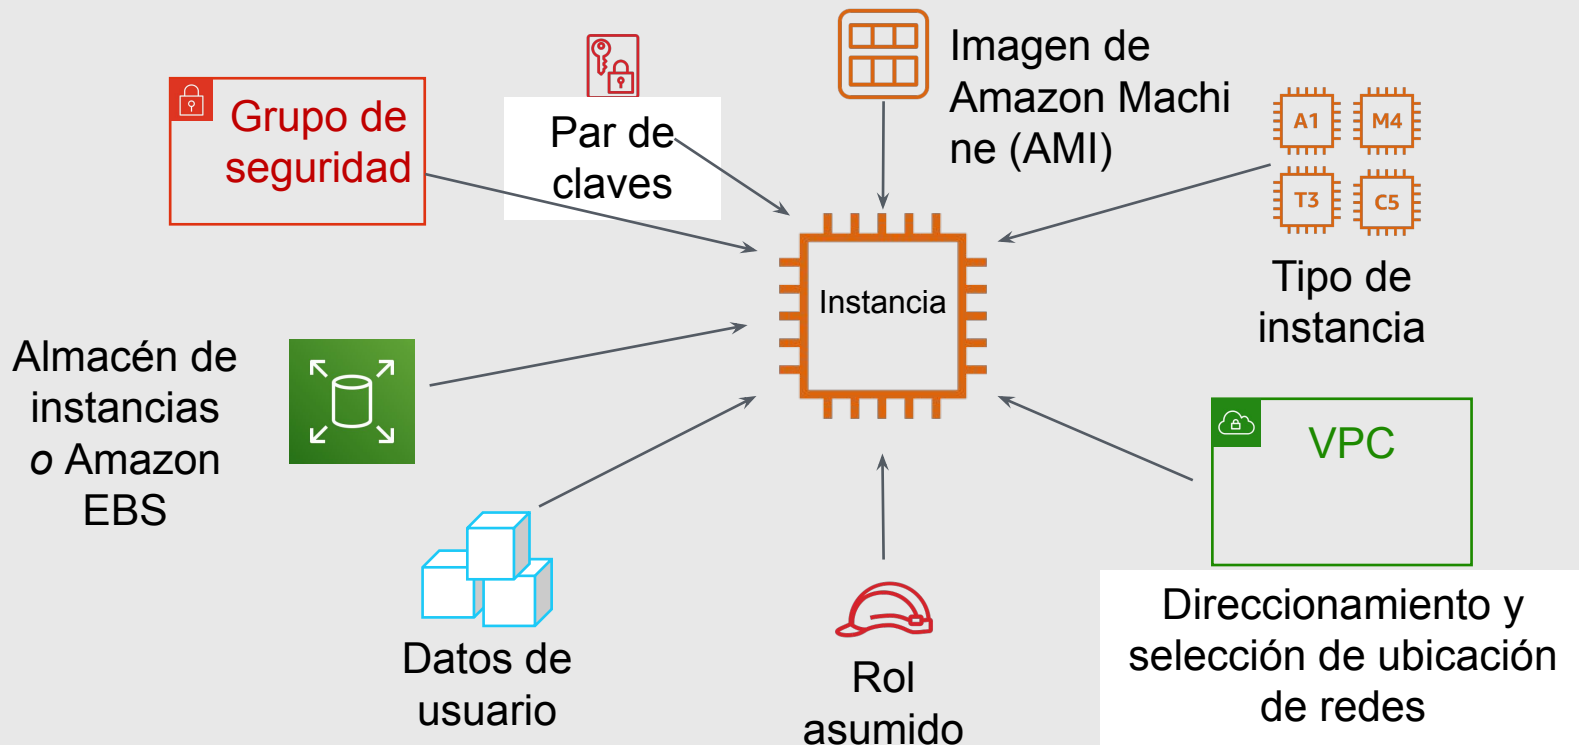 Grupo de
seguridad
Par de
claves
Imagen de
Amazon Machi
ne (AMI)
A1
M4
T3
C5
Tipo de
instancia
Instancia
Almacén de
instancias
o Amazon
EBS
VPC
Direccionamiento y
selección de ubicación
de redes
Datos de
usuario
Rol
asumido